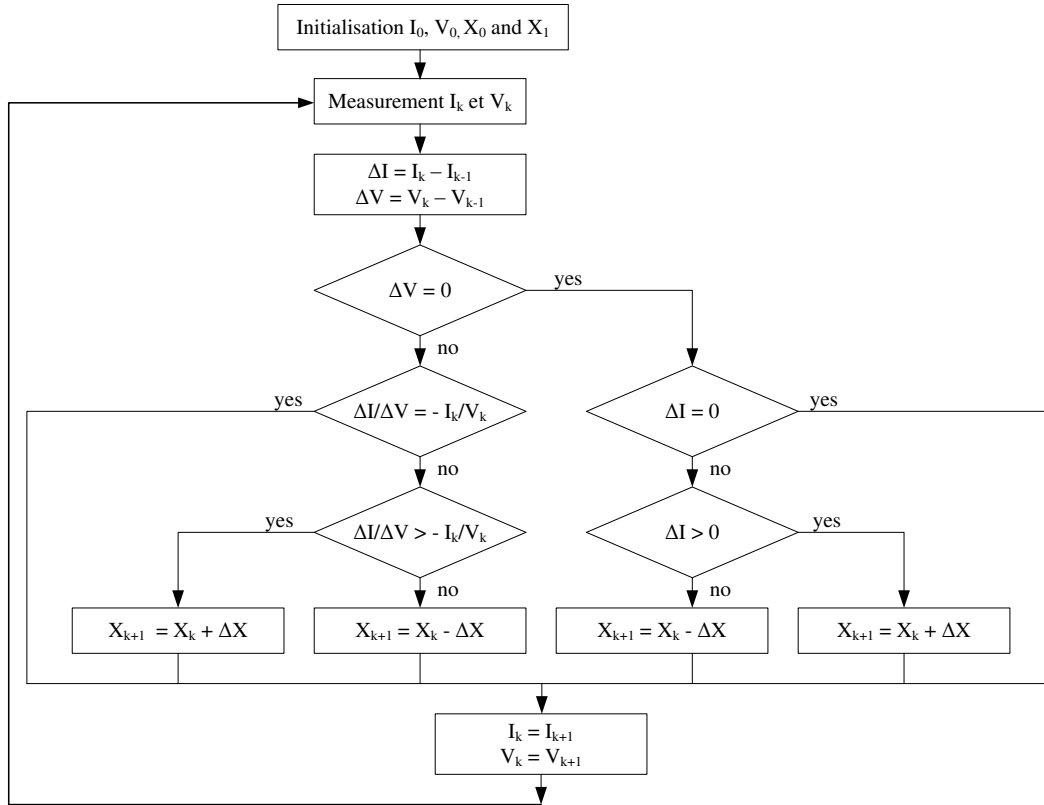 Initialisation I₀, V₀, X₀ and X₁
Measurement Iₖ et Vₖ
ΔI = Iₖ – Iₖ₋₁
ΔV = Vₖ – Vₖ₋₁
ΔV = 0
yes
no
yes
ΔI/ΔV = - Iₖ/Vₖ
ΔI = 0
yes
no
no
yes
ΔI/ΔV > - Iₖ/Vₖ
ΔI > 0
yes
no
no
Xₖ₊₁ = Xₖ + ΔX
Xₖ₊₁ = Xₖ - ΔX
Xₖ₊₁ = Xₖ - ΔX
Xₖ₊₁ = Xₖ + ΔX
Iₖ = Iₖ₊₁
Vₖ = Vₖ₊₁